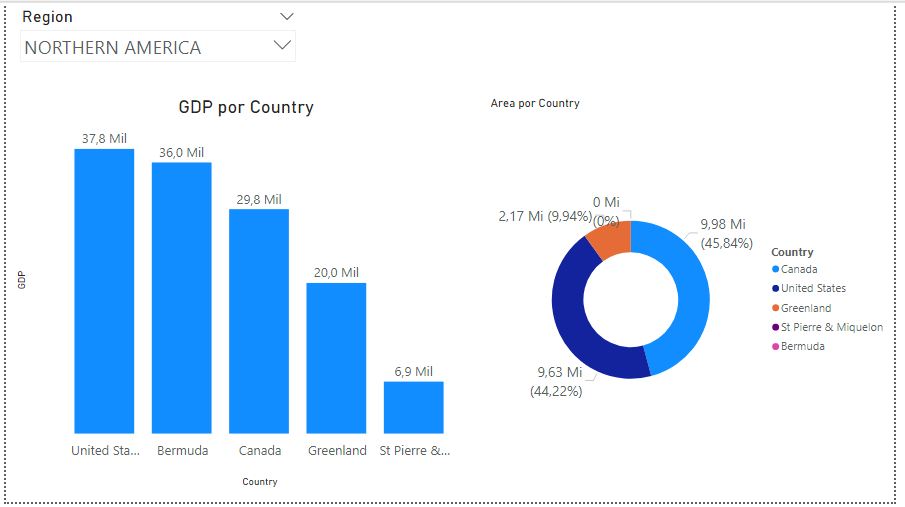 Region
NORTHERN AMERICA
GDP por Country
37,8 Mil
36,0 Mil
29,8 Mil
20,0 Mil
6,9 Mil
GDP
United Sta...
Bermuda
Canada
Greenland
St Pierre &...
Country
Area por Country
0 Mi
(0%)
2,17 Mi (9,94%)
9,98 Mi
(45,84%)
9,63 Mi
(44,22%)
Country
Canada
United States
Greenland
St Pierre & Miquelon
Bermuda